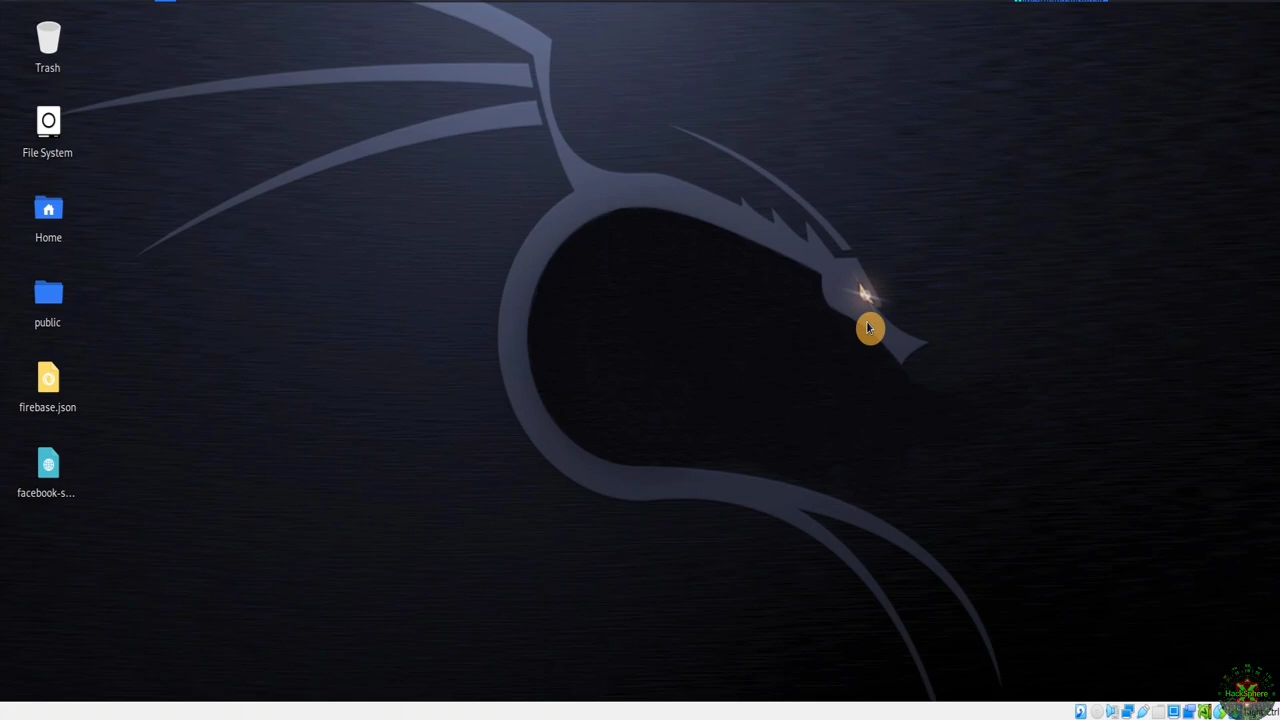 Trash
File System
Home
public
firebase.json
facebook-s...
HackSphere